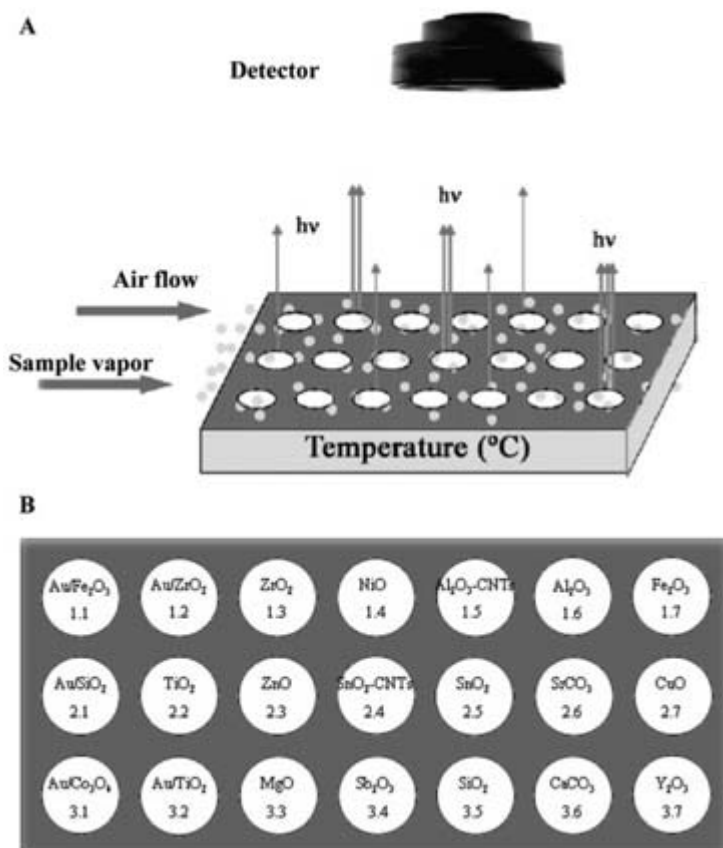 A
Detector
hν
hν
hν
Air flow
Sample vapor
Temperature (ºC)
B
Au/Fe₂O₃ Au/ZrO₂ ZrO₂ NiO Al₂O₃-CNTs Al₂O₃ Fe₂O₃
1.1 1.2 1.3 1.4 1.5 1.6 1.7
Au/SiO₂ TiO₂ ZnO SnO₂-CNTs SnO₂ SrCO₃ CuO
2.1 2.2 2.3 2.4 2.5 2.6 2.7
Au/Co₃O₄ Au/TiO₂ MgO Sb₂O₃ SiO₂ CaCO₃ Y₂O₃
3.1 3.2 3.3 3.4 3.5 3.6 3.7